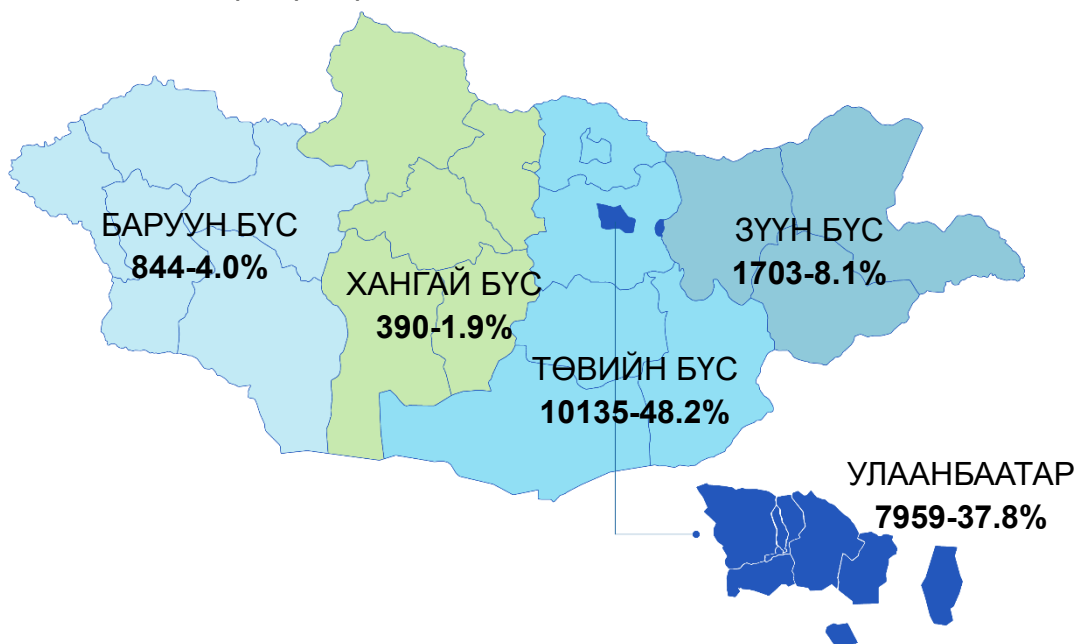 БАРУУН БҮС
844-4.0%
ХАНГАЙ БҮС
390-1.9%
ЗҮҮН БҮС
1703-8.1%
ТӨВИЙН БҮС
10135-48.2%
УЛААНБААТАР
7959-37.8%